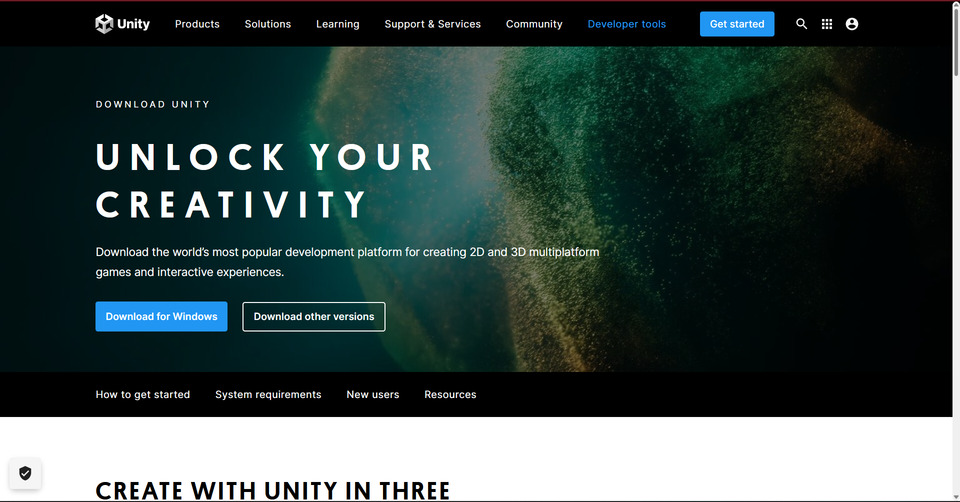 Unity
Products
Solutions
Learning
Support & Services
Community
Developer tools
Get started
DOWNLOAD UNITY
UNLOCK YOUR
CREATIVITY
Download the world’s most popular development platform for creating 2D and 3D multiplatform
games and interactive experiences.
Download for Windows
Download other versions
How to get started
System requirements
New users
Resources
CREATE WITH UNITY IN THREE